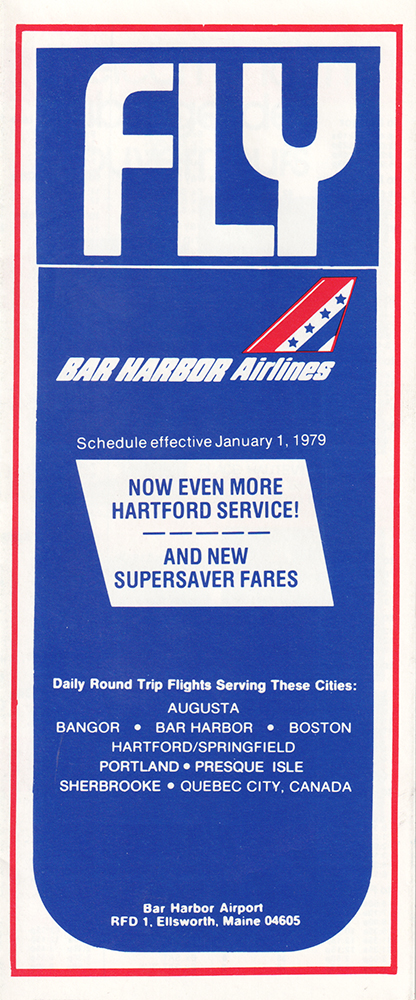 FLY
BAR HARBOR Airlines
Schedule effective January 1, 1979
NOW EVEN MORE
HARTFORD SERVICE!
AND NEW
SUPERSAVER FARES
Daily Round Trip Flights Serving These Cities:
AUGUSTA
BANGOR • BAR HARBOR • BOSTON
HARTFORD/SPRINGFIELD
PORTLAND • PRESQUE ISLE
SHERBROOKE • QUEBEC CITY, CANADA
Bar Harbor Airport
RFD 1, Ellsworth, Maine 04605